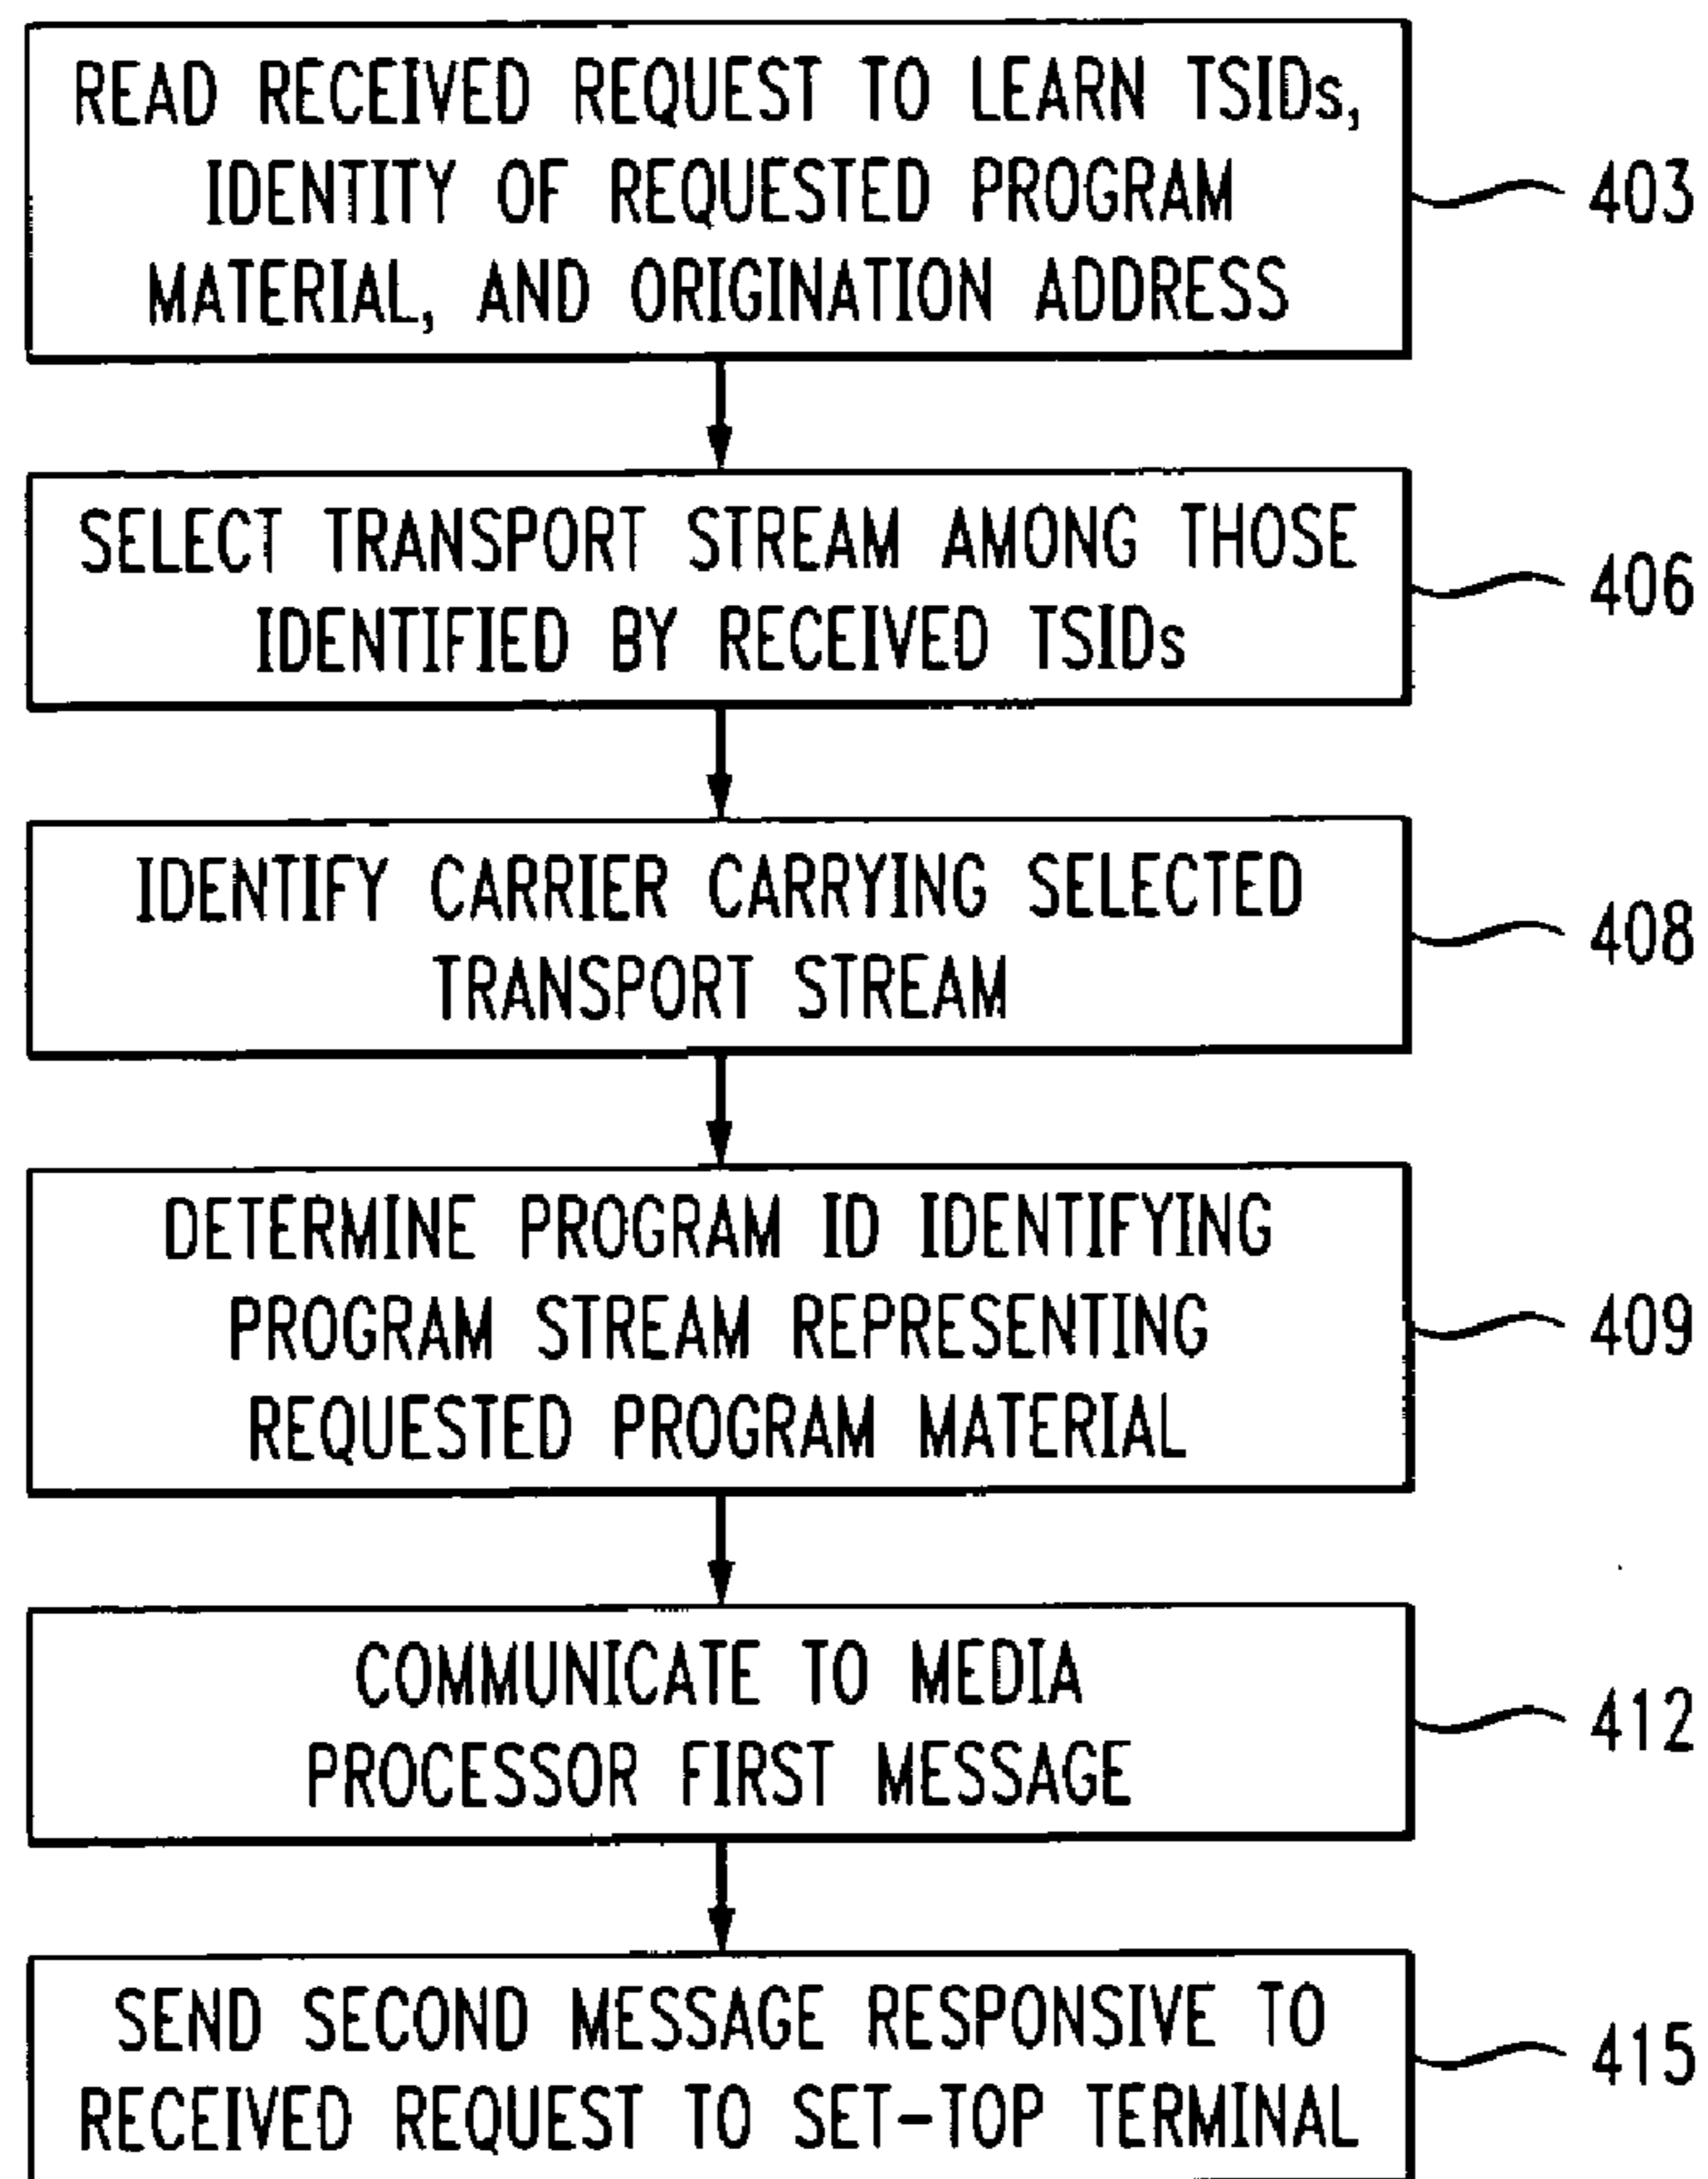 READ RECEIVED REQUEST TO LEARN TSIDs,
IDENTITY OF REQUESTED PROGRAM
MATERIAL, AND ORIGINATION ADDRESS
403
SELECT TRANSPORT STREAM AMONG THOSE
IDENTIFIED BY RECEIVED TSIDs
406
IDENTIFY CARRIER CARRYING SELECTED
TRANSPORT STREAM
408
DETERMINE PROGRAM ID IDENTIFYING
PROGRAM STREAM REPRESENTING
REQUESTED PROGRAM MATERIAL
409
COMMUNICATE TO MEDIA
PROCESSOR FIRST MESSAGE
412
SEND SECOND MESSAGE RESPONSIVE TO
RECEIVED REQUEST TO SET-TOP TERMINAL
415